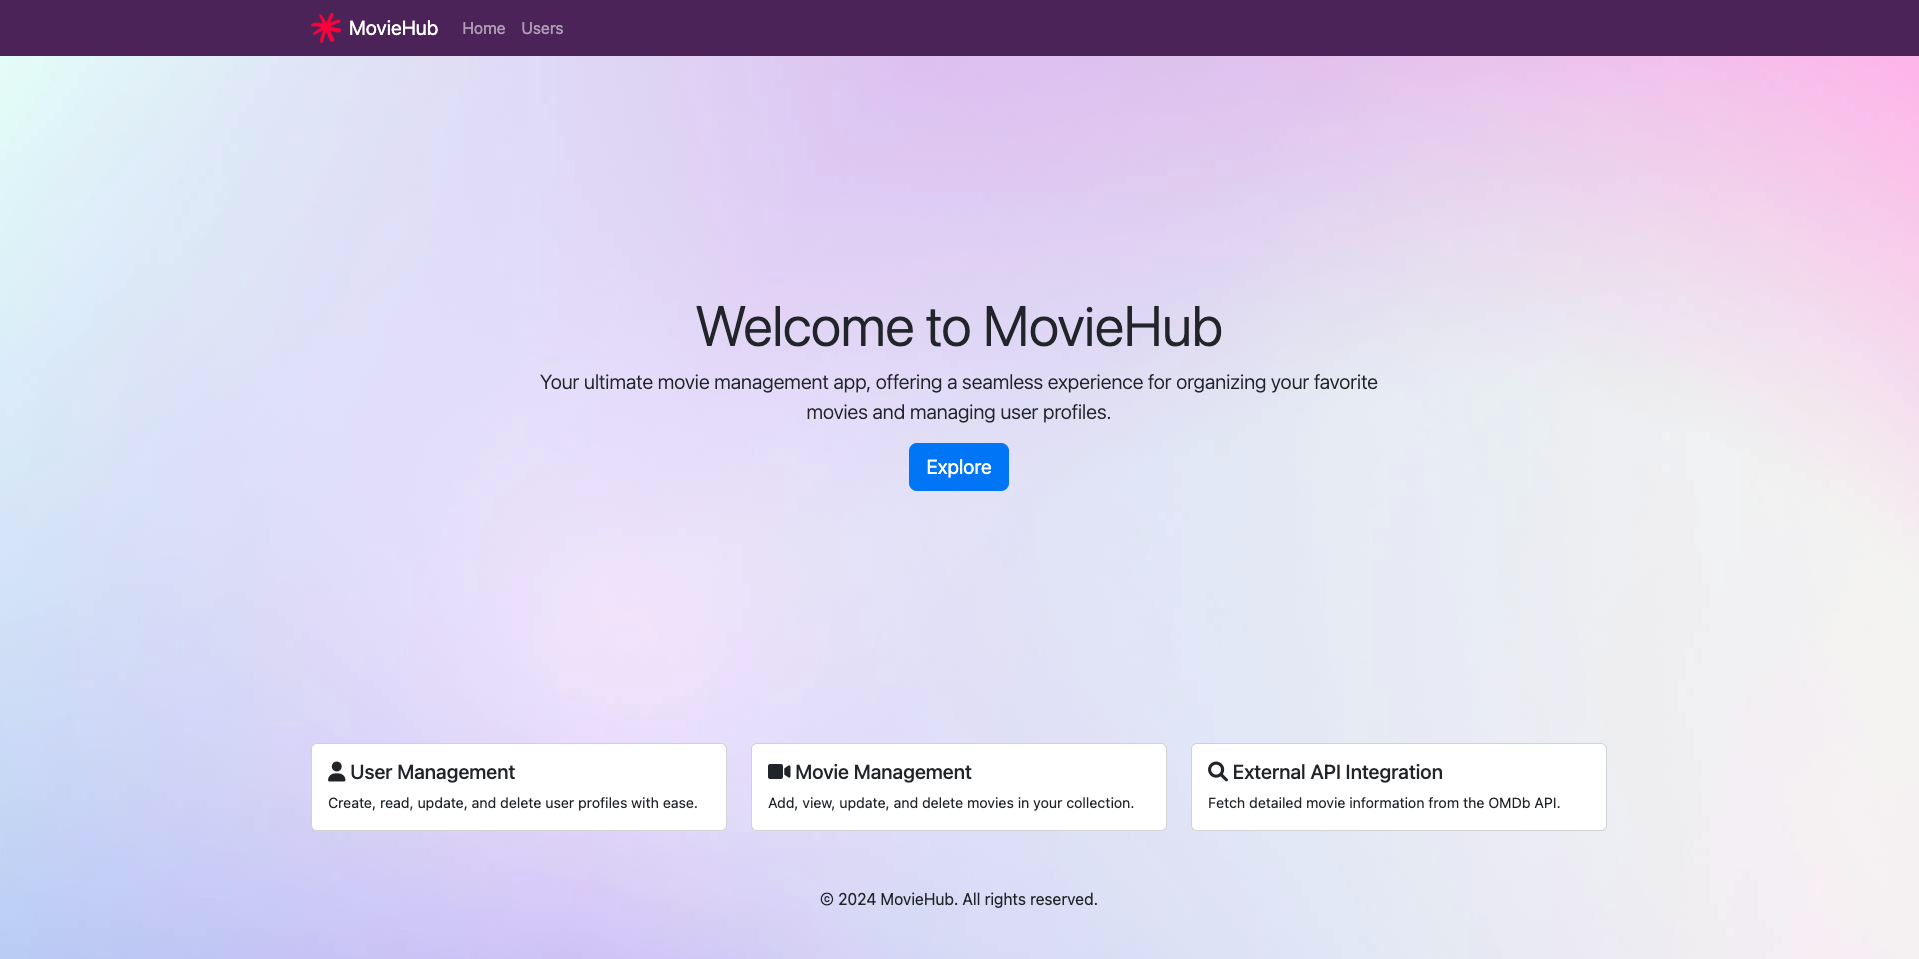 MovieHub Home Users
Welcome to MovieHub
Your ultimate movie management app, offering a seamless experience for organizing your favorite
movies and managing user profiles.
Explore
User Management
Create, read, update, and delete user profiles with ease.
Movie Management
Add, view, update, and delete movies in your collection.
External API Integration
Fetch detailed movie information from the OMDb API.
© 2024 MovieHub. All rights reserved.